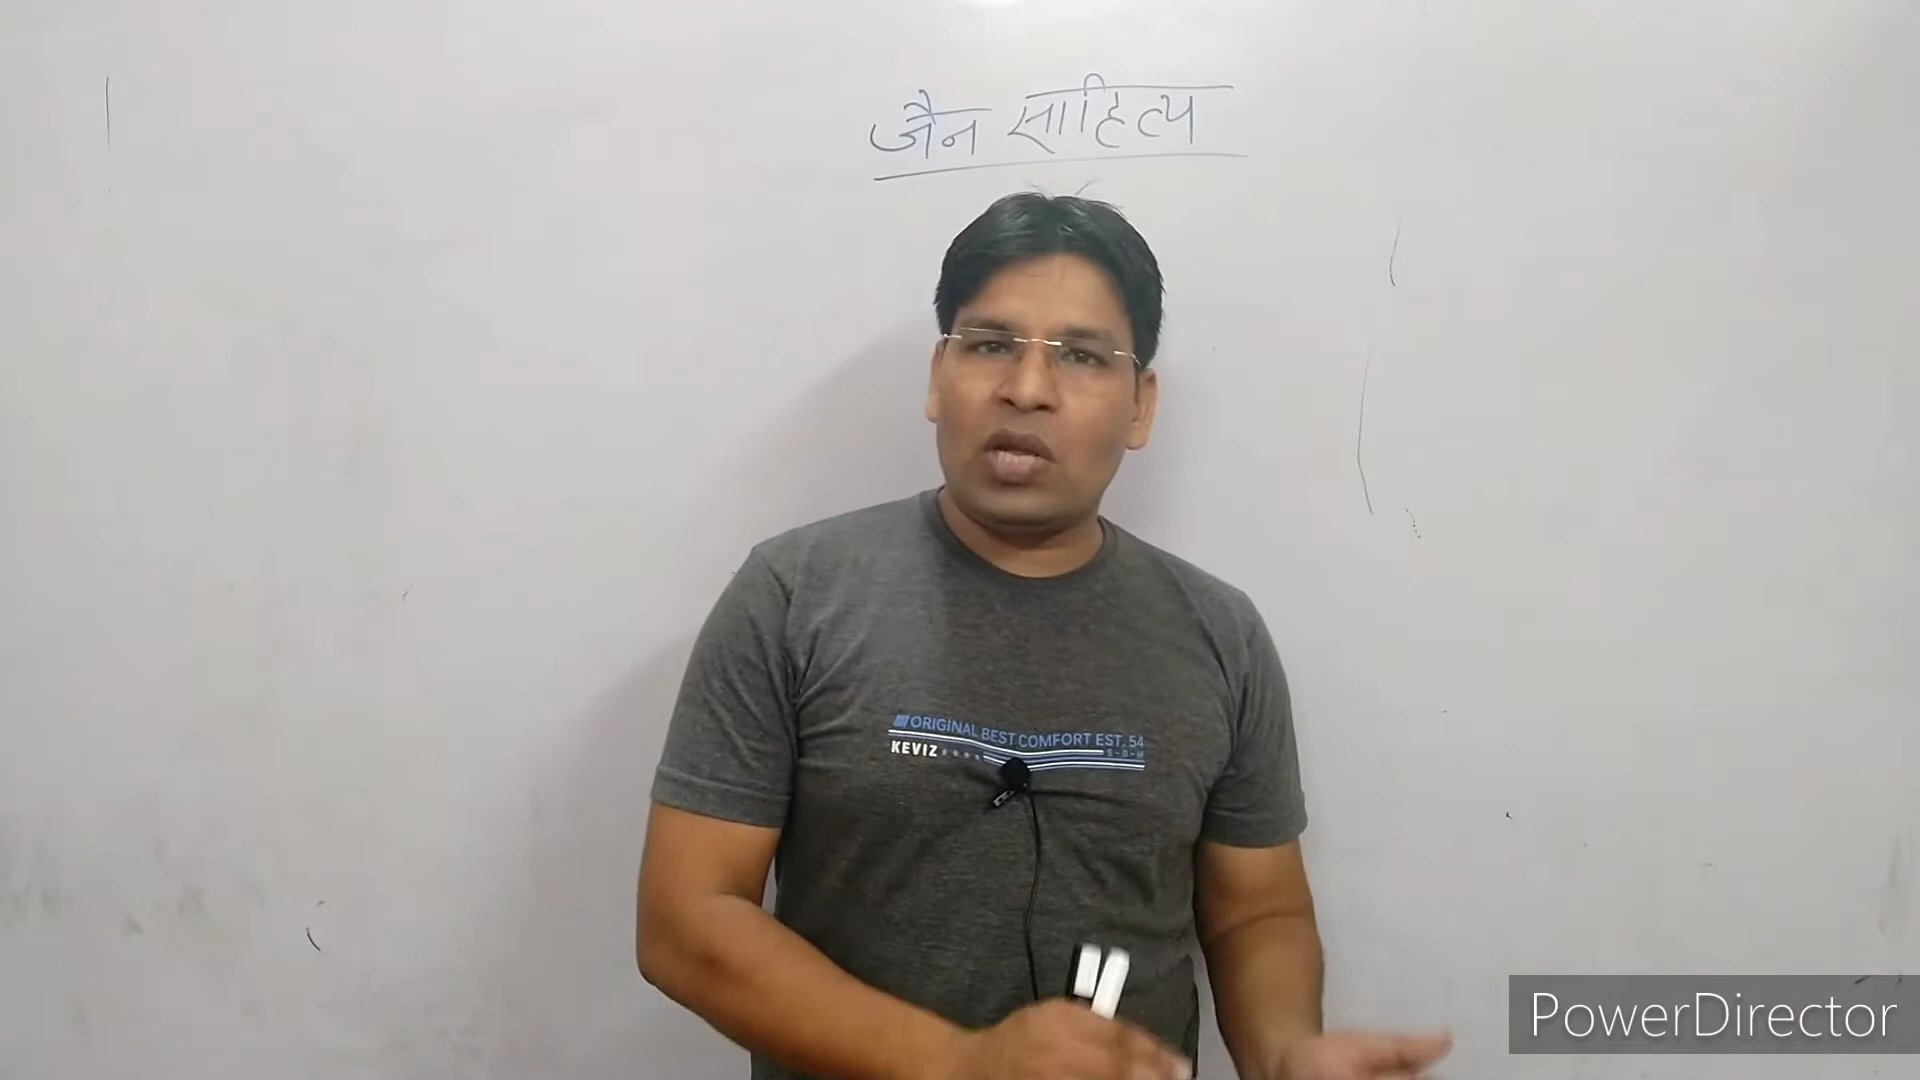 जैन साहित्य
ORIGINAL BEST COMFORT EST. 54
KEVIZ
S-D-M
PowerDirector